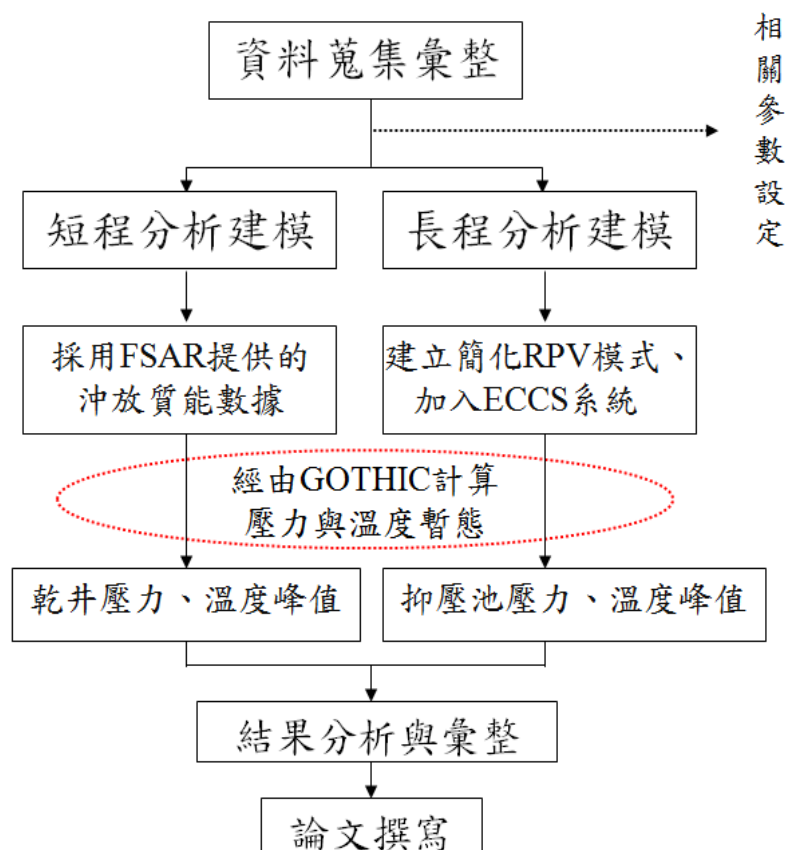 資料蒐集彙整
相關參數設定
短程分析建模
長程分析建模
採用FSAR提供的
沖放質能數據
建立簡化RPV模式、
加入ECCS系統
經由GOTHIC計算
壓力與溫度暫態
乾井壓力、溫度峰值
抑壓池壓力、溫度峰值
結果分析與彙整
論文撰寫